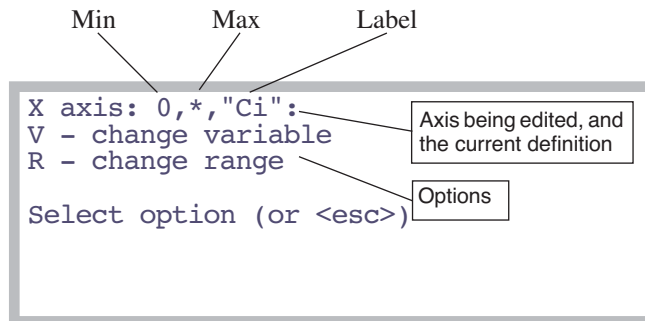 Min Max Label
X axis: 0,*,"Ci":
V – change variable
R – change range
Select option (or <esc>)
Axis being edited, and
the current definition
Options